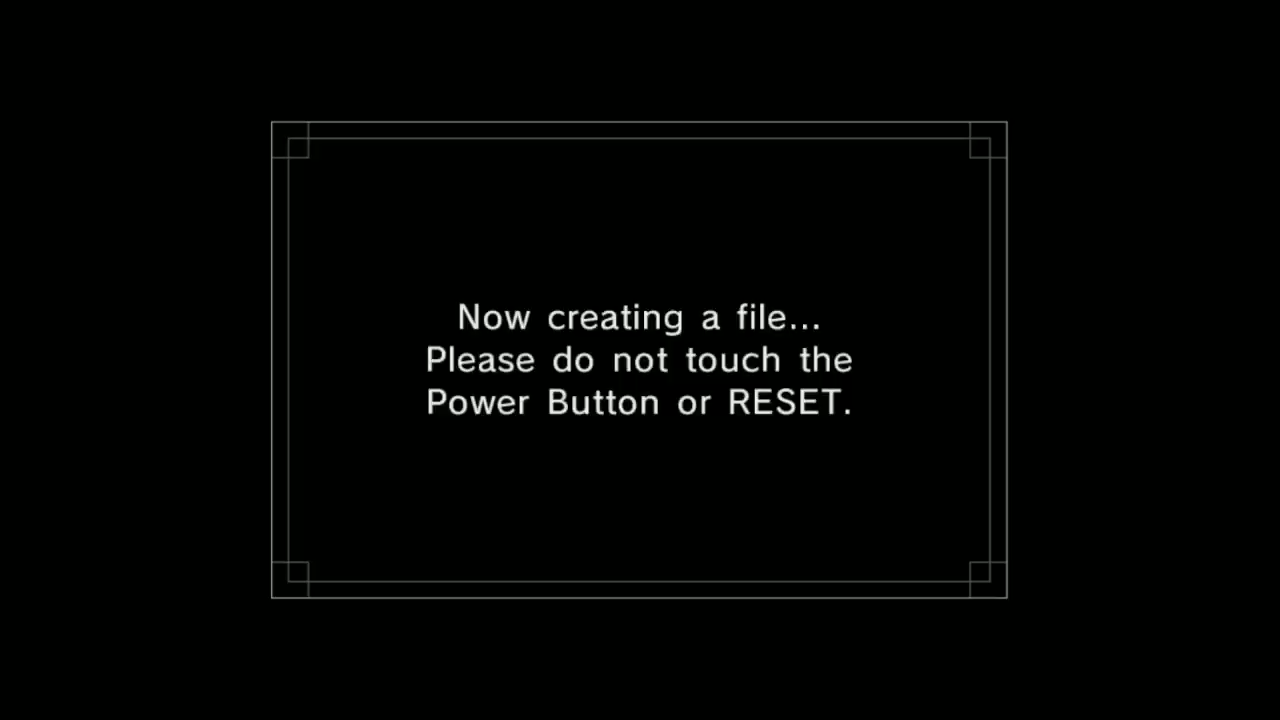 Now creating a file...
Please do not touch the
Power Button or RESET.